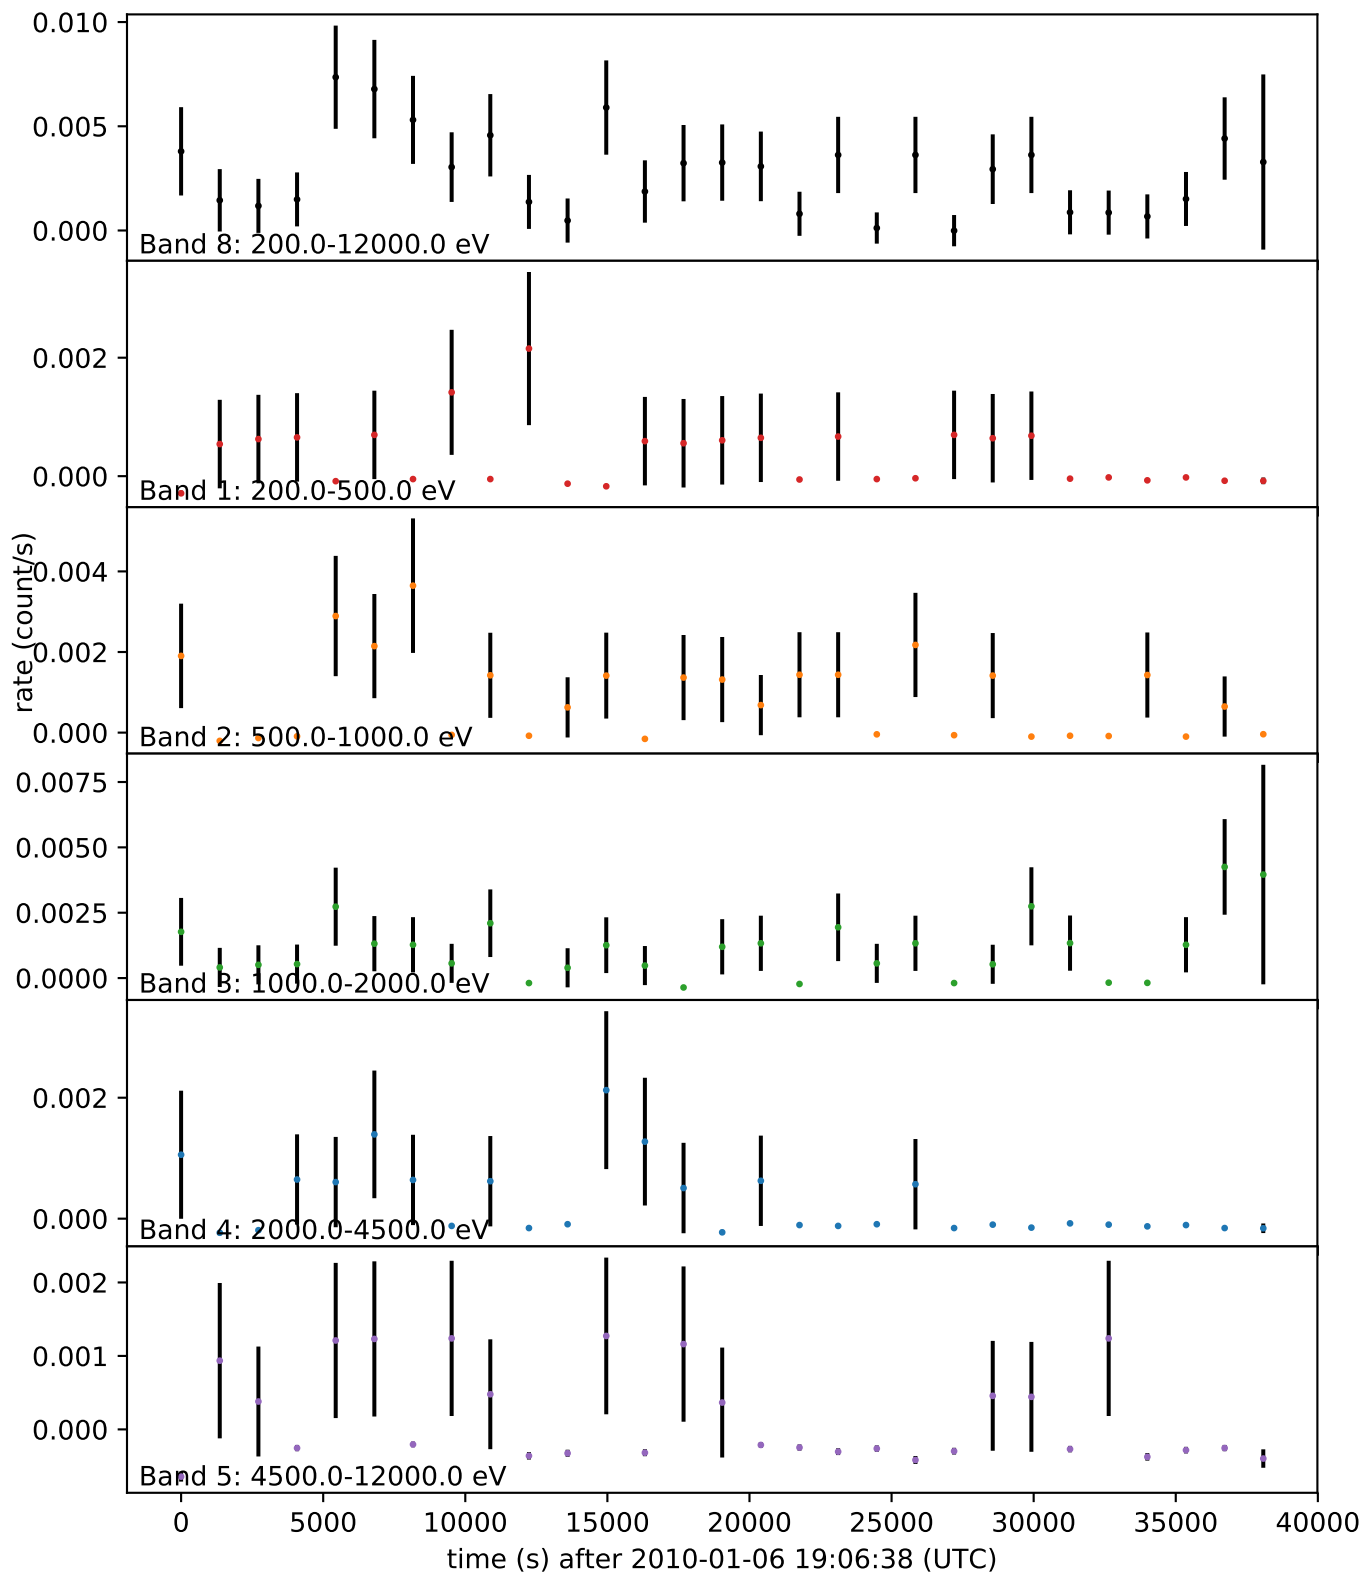 0.010
0.005
0.000
Band 8: 200.0-12000.0 eV
0.002
0.000
Band 1: 200.0-500.0 eV
rate (count/s)
0.004
0.002
0.000
Band 2: 500.0-1000.0 eV
0.0075
0.0050
0.0025
0.0000
Band 3: 1000.0-2000.0 eV
0.002
0.000
Band 4: 2000.0-4500.0 eV
0.002
0.001
0.000
Band 5: 4500.0-12000.0 eV
0 5000 10000 15000 20000 25000 30000 35000 40000
time (s) after 2010-01-06 19:06:38 (UTC)